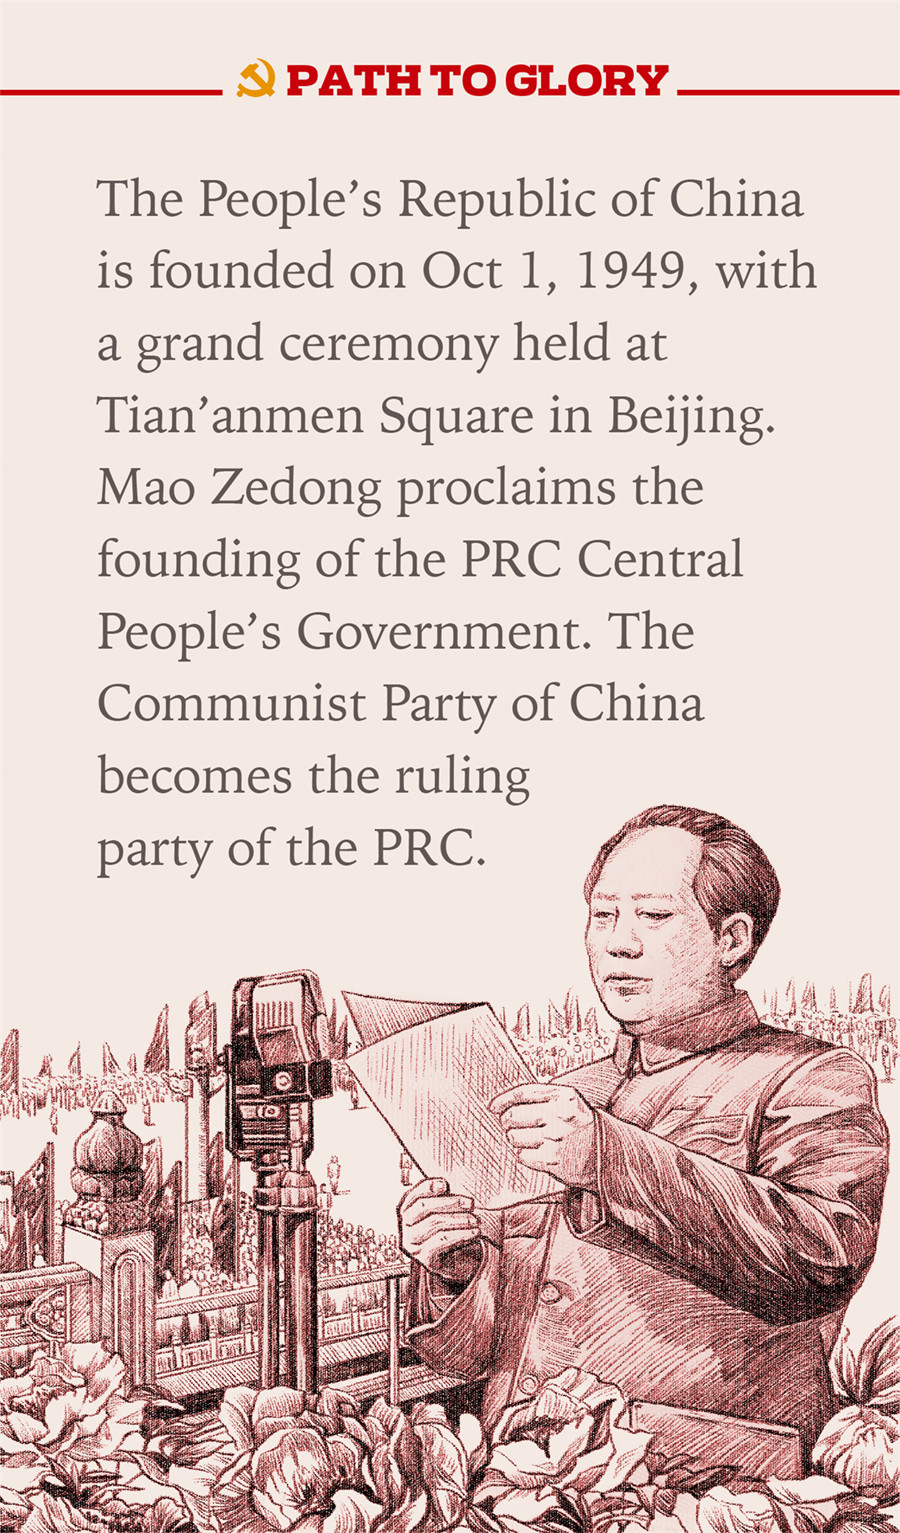 PATH TO GLORY
The People’s Republic of China
is founded on Oct 1, 1949, with
a grand ceremony held at
Tian’anmen Square in Beijing.
Mao Zedong proclaims the
founding of the PRC Central
People’s Government. The
Communist Party of China
becomes the ruling
party of the PRC.